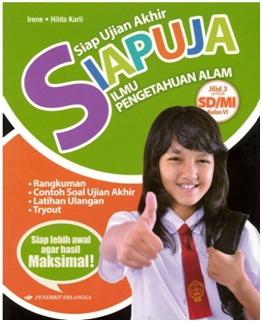 Irene • Hilda Karli
Siap Ujian Akhir
SIAPUJA
ILMU
PENGETAHUAN ALAM
Jilid 3
untuk
SD/MI
Kelas VI
• Rangkuman
• Contoh Soal Ujian Akhir
• Latihan Ulangan
• Tryout
Siap lebih awal
agar hasil
Maksimal!
PENERBIT ERLANGGA